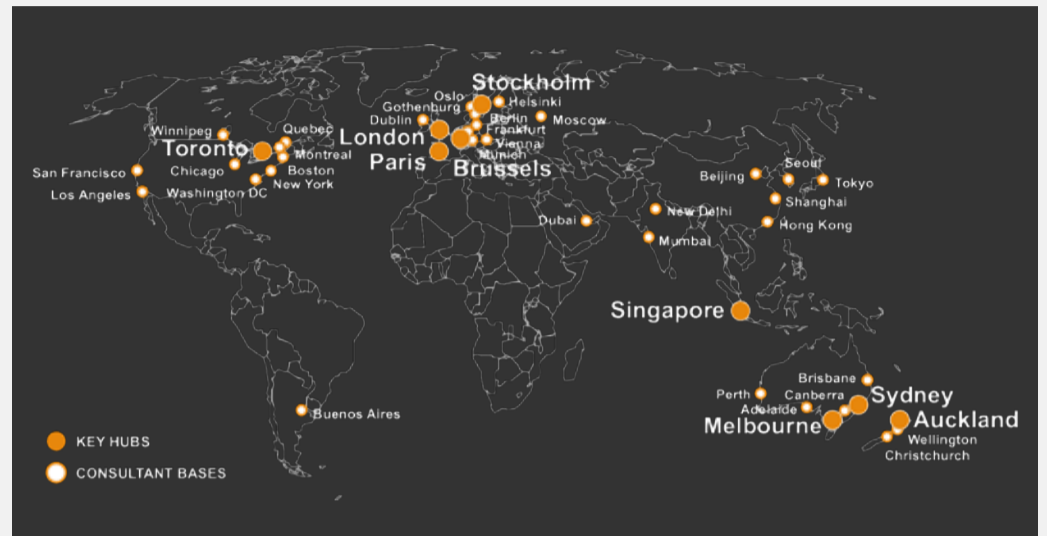 Stockholm
Oslo
Helsinki
Gothenburg
Dublin
Berlin
Moscow
Winnipeg
Quebec
London
Frankfurt
Toronto
Vienna
Montreal
Paris
Munich
Seoul
San Francisco
Chicago
Boston
Brussels
Beijing
Tokyo
Los Angeles
Washington DC
New York
Shanghai
Dubai
New Delhi
Hong Kong
Mumbai
Singapore
Brisbane
Perth
Canberra
Sydney
Adelaide
Buenos Aires
Melbourne
Auckland
KEY HUBS
Wellington
Christchurch
CONSULTANT BASES